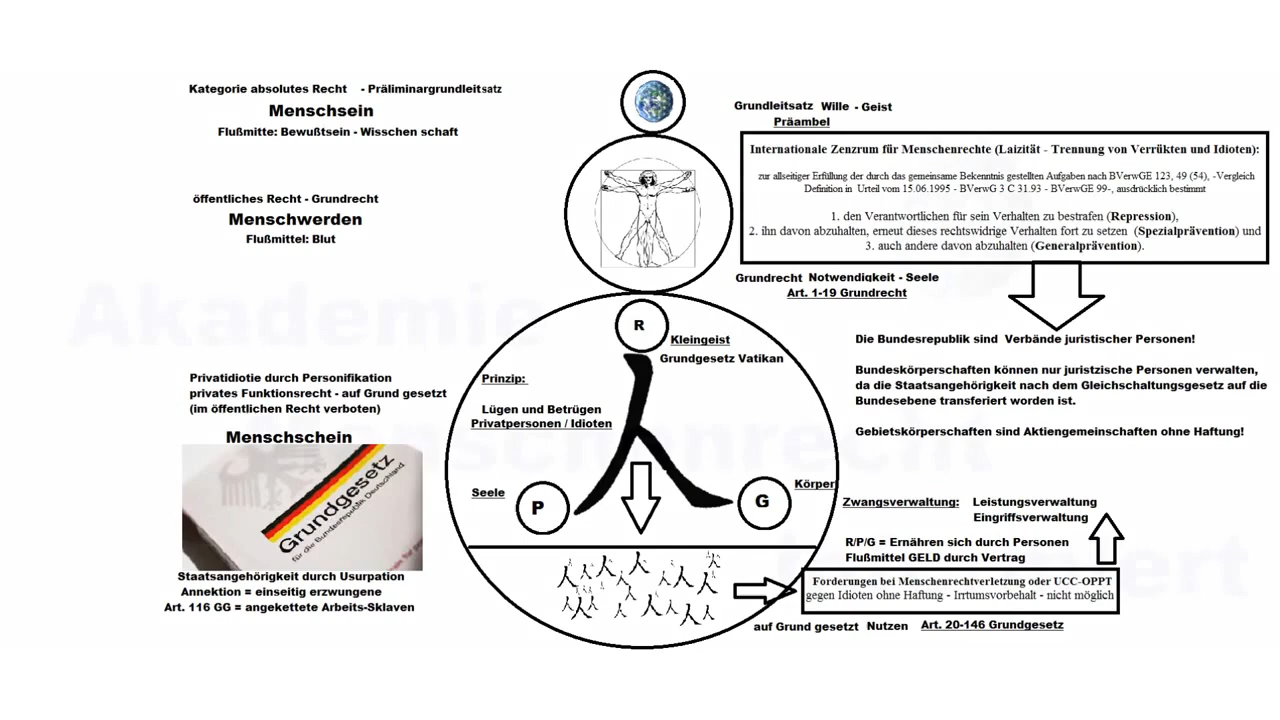 Kategorie absolutes Recht - Präliminargrundleitsatz
Menschsein
Flußmitte: Bewußtsein - Wisschen schaft
öffentliches Recht - Grundrecht
Menschwerden
Flußmittel: Blut
Privatidiotie durch Personifikation
privates Funktionsrecht - auf Grund gesetzt
(im öffentlichen Recht verboten)
Menschschein
Grundgesetz
für die Bundesrepublik Deutschland
Staatsangehörigkeit durch Usurpation
Annektion = einseitig erzwungene
Art. 116 GG = angekettete Arbeits-Sklaven
R
Kleingeist
Grundgesetz Vatikan
Prinzip:
Lügen und Betrügen
Privatpersonen / Idioten
Seele
P
G
Körper
Grundleitsatz Wille - Geist
Präambel
Internationale Zenzrum für Menschenrechte (Laizität - Trennung von Verrükten und Idioten):
zur allseitiger Erfüllung der durch das gemeinsame Bekenntnis gestellten Aufgaben nach BVerwGE 123, 49 (54), -Vergleich
Definition in Urteil vom 15.06.1995 - BVerwG 3 C 31.93 - BVerwGE 99-, ausdrücklich bestimmt
1. den Verantwortlichen für sein Verhalten zu bestrafen (Repression),
2. ihn davon abzuhalten, erneut dieses rechtswidrige Verhalten fort zu setzen (Spezialprävention) und
3. auch andere davon abzuhalten (Generalprävention).
Grundrecht Notwendigkeit - Seele
Art. 1-19 Grundrecht
Die Bundesrepublik sind Verbände juristischer Personen!
Bundeskörperschaften können nur juristzische Personen verwalten,
da die Staatsangehörigkeit nach dem Gleichschaltungsgesetz auf die
Bundesebene transferiert worden ist.
Gebietskörperschaften sind Aktiengemeinschaften ohne Haftung!
Zwangsverwaltung: Leistungsverwaltung
Eingriffsverwaltung
R/P/G = Ernähren sich durch Personen
Flußmittel GELD durch Vertrag
Forderungen bei Menschenrechtverletzung oder UCC-OPPT
gegen Idioten ohne Haftung - Irrtumsvorbehalt - nicht möglich
auf Grund gesetzt Nutzen Art. 20-146 Grundgesetz
Akademie
Menschenrecht